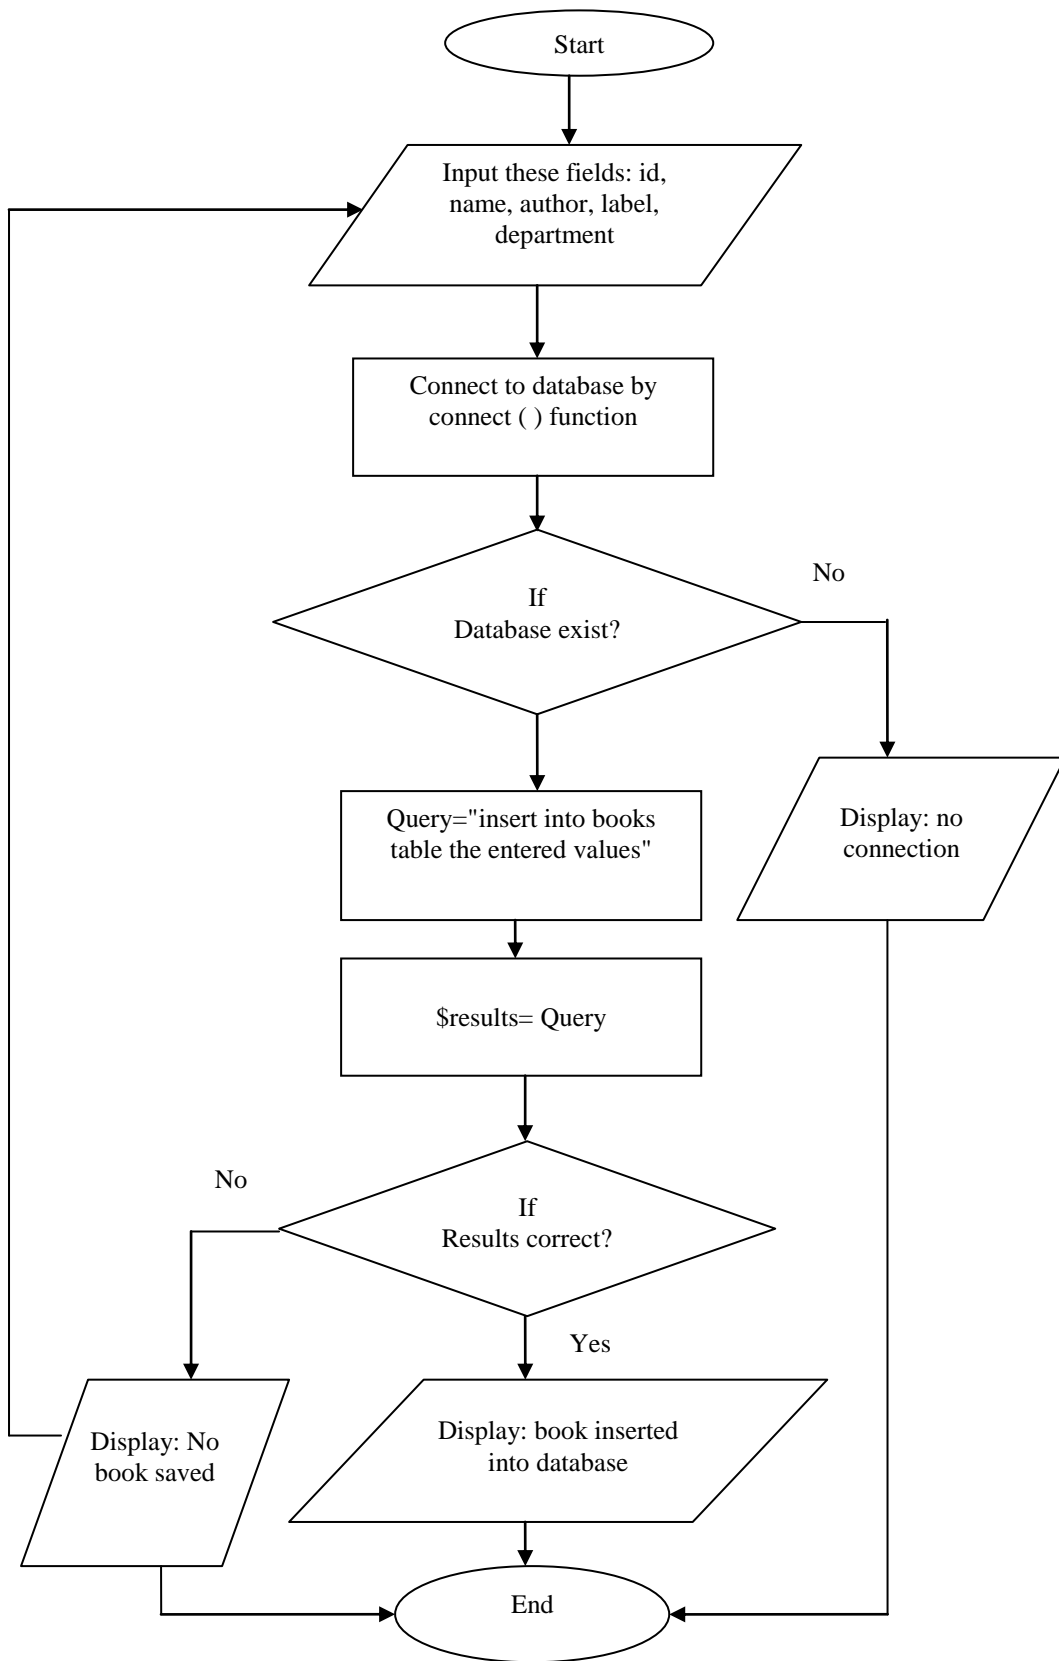 Start
Input these fields: id,
name, author, label,
department
Connect to database by
connect ( ) function
No
If
Database exist?
Query="insert into books
table the entered values"
Display: no
connection
$results= Query
No
If
Results correct?
Yes
Display: No
book saved
Display: book inserted
into database
End